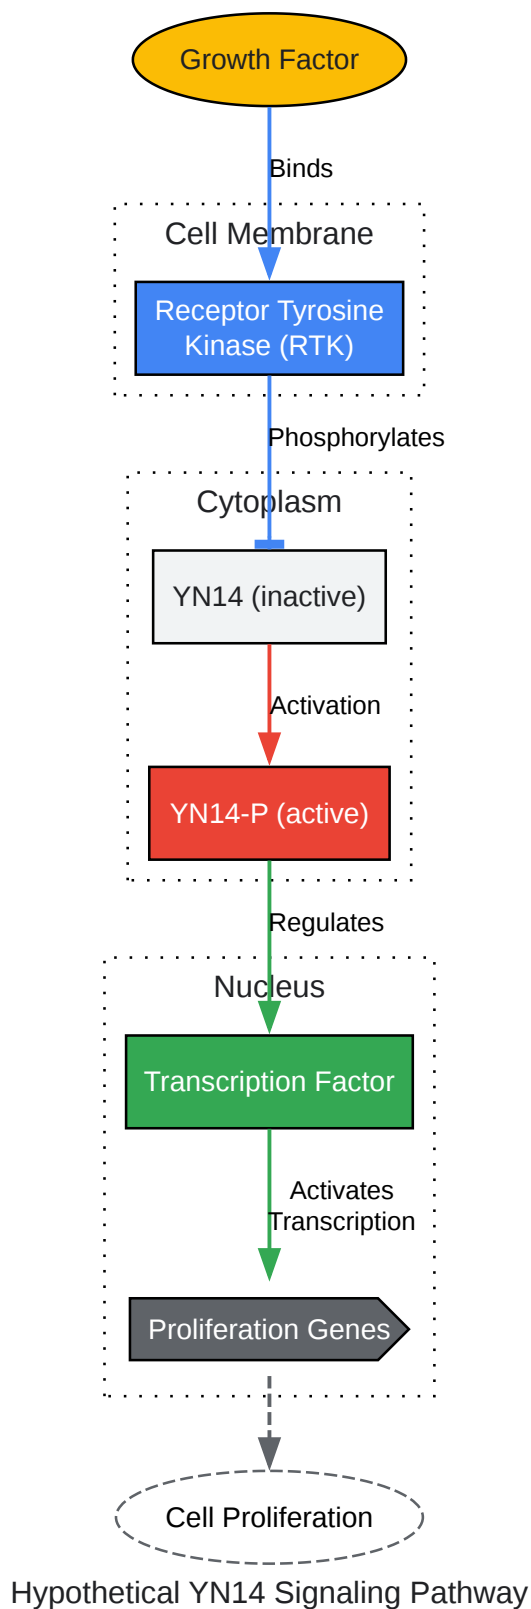 Growth Factor
Binds
Cell Membrane
Receptor Tyrosine
Kinase (RTK)
Phosphorylates
Cytoplasm
YN14 (inactive)
Activation
YN14-P (active)
Regulates
Nucleus
Transcription Factor
Activates
Transcription
Proliferation Genes
Cell Proliferation
Hypothetical YN14 Signaling Pathway